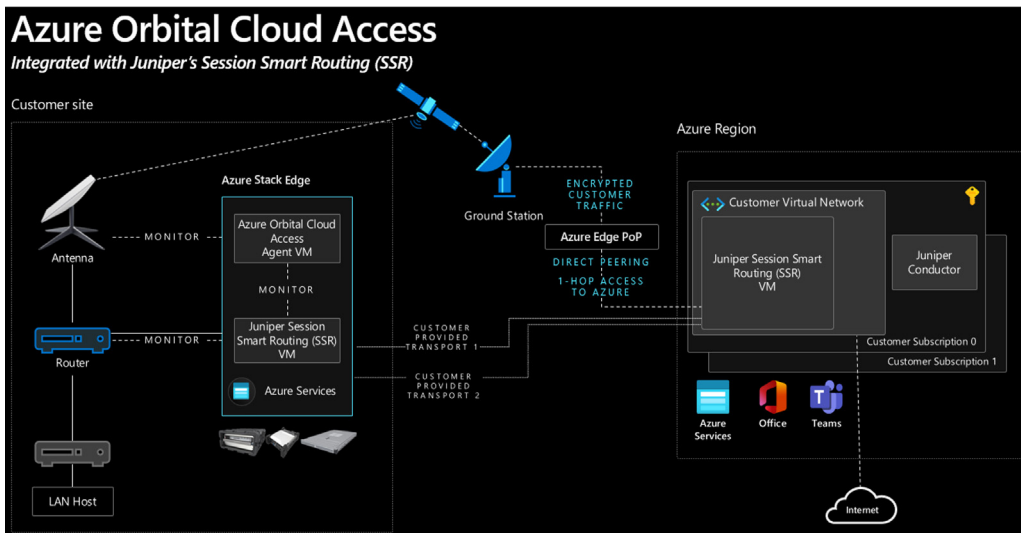 Azure Orbital Cloud Access
Integrated with Juniper's Session Smart Routing (SSR)
Customer site
Antenna
MONITOR
Router
MONITOR
LAN Host
Azure Stack Edge
Azure Orbital Cloud
Access
Agent VM
MONITOR
Juniper Session
Smart Routing (SSR)
VM
Azure Services
Ground Station
ENCRYPTED
CUSTOMER
TRAFFIC
Azure Edge PoP
DIRECT PEERING
1-HOP ACCESS
TO AZURE
CUSTOMER
PROVIDED
TRANSPORT 1
CUSTOMER
PROVIDED
TRANSPORT 2
Azure Region
Customer Virtual Network
Juniper Session Smart
Routing (SSR)
VM
Juniper
Conductor
Customer Subscription 0
Customer Subscription 1
Azure
Services
Office
T
Teams
Internet